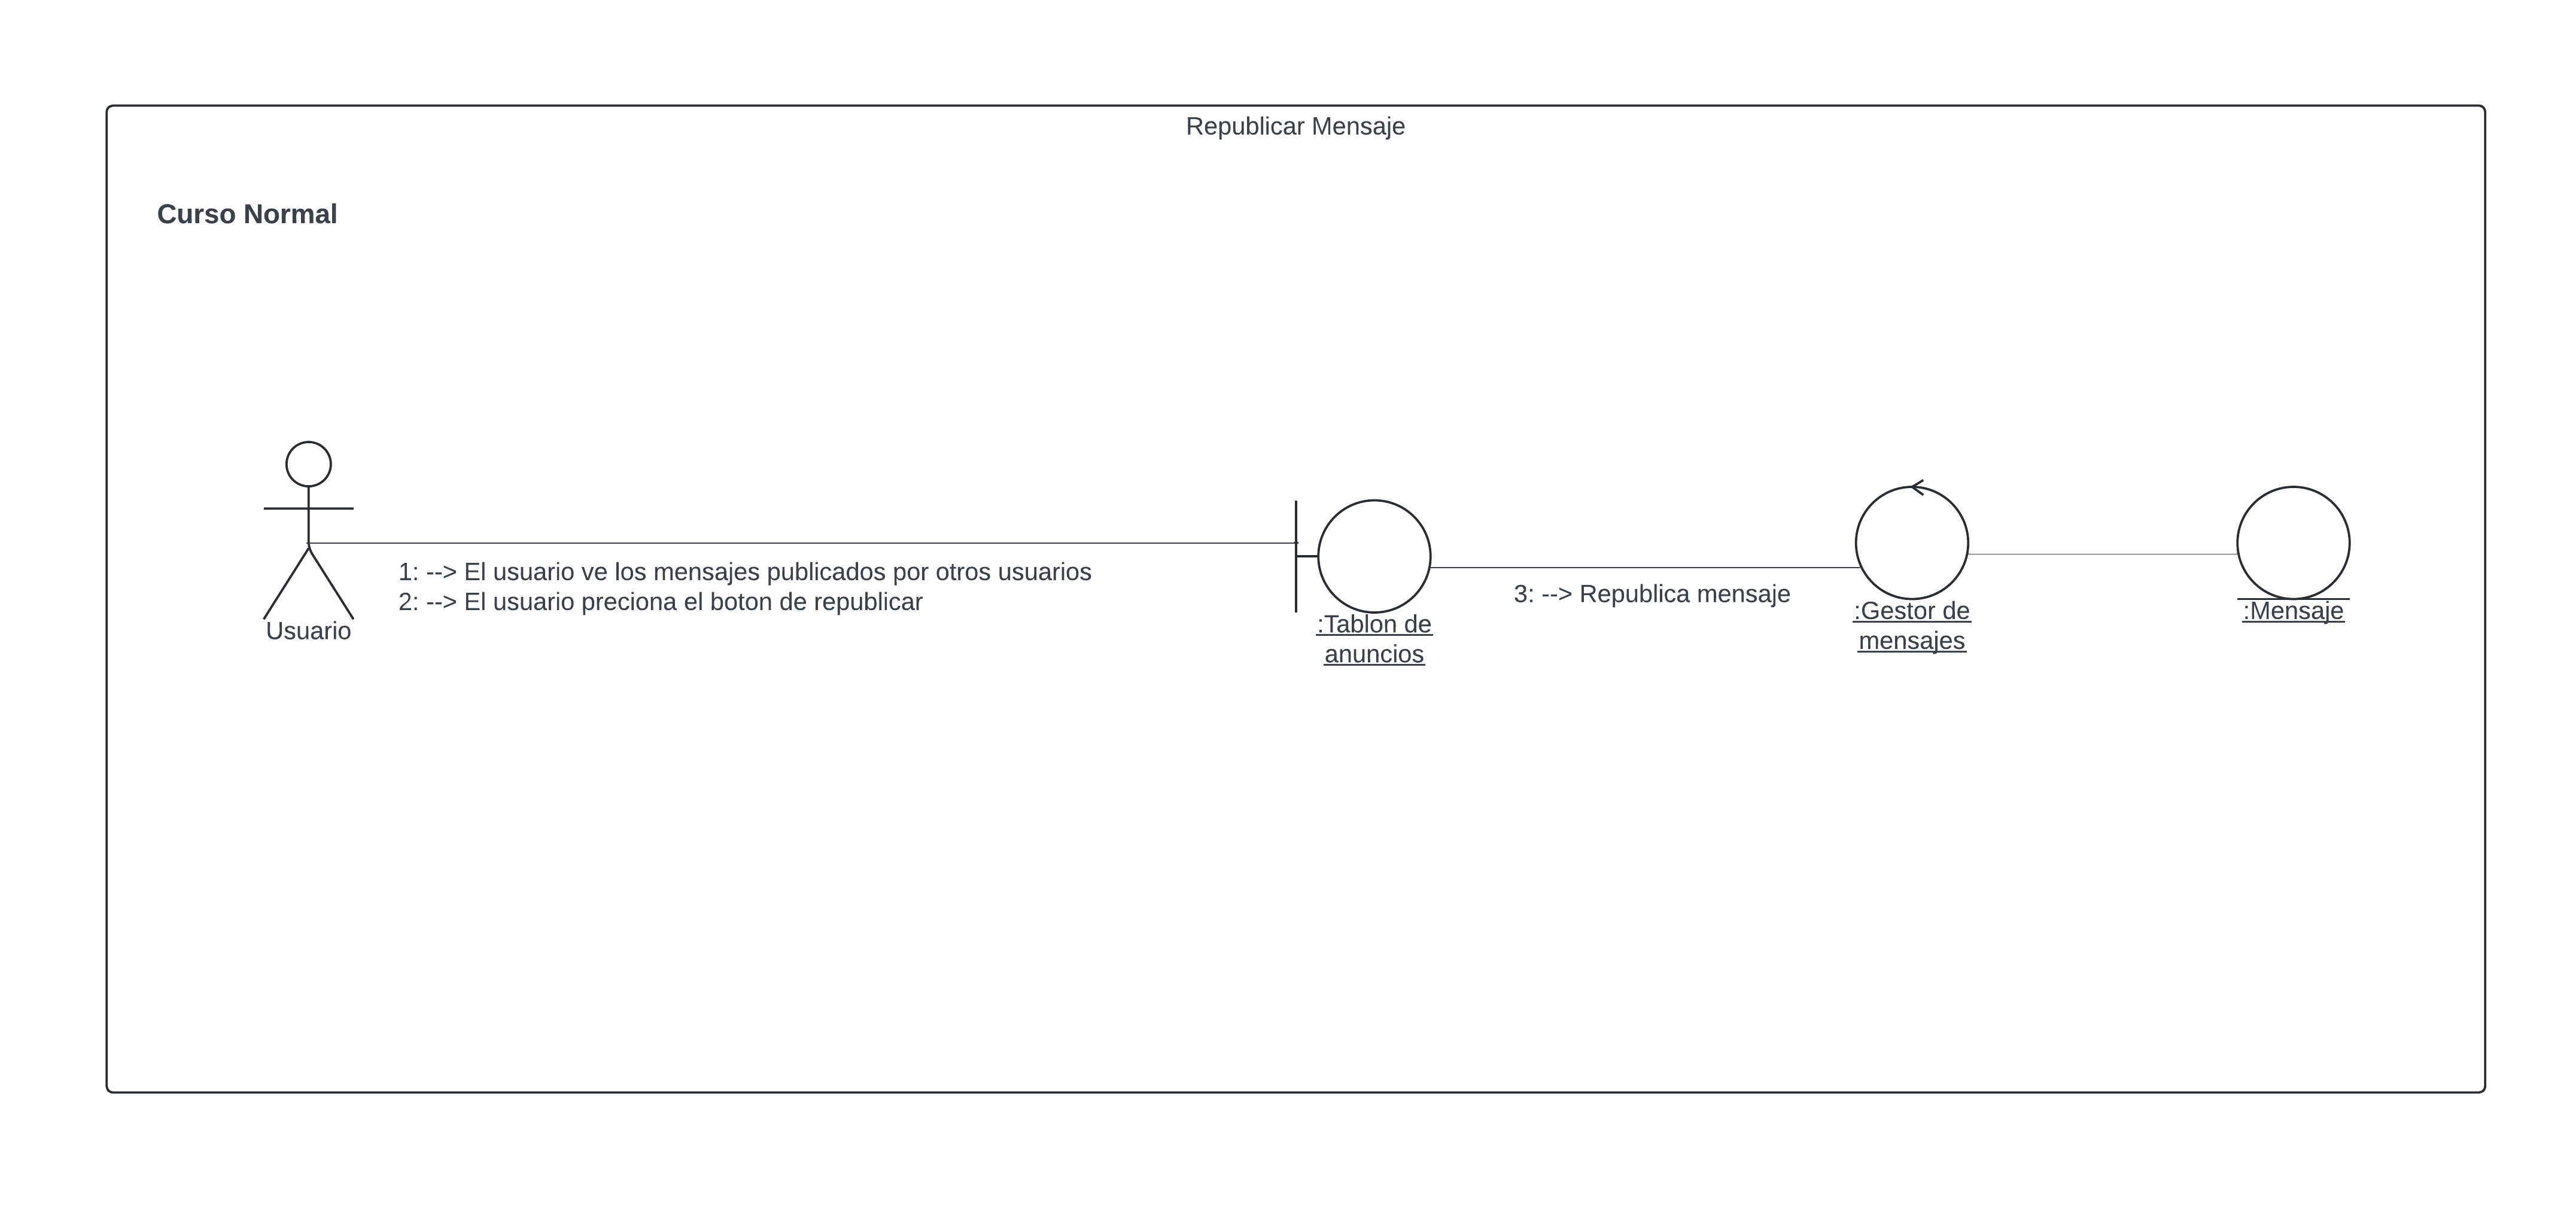 Republicar Mensaje
Curso Normal
1: --> El usuario ve los mensajes publicados por otros usuarios
2: --> El usuario preciona el boton de republicar
3: --> Republica mensaje
Usuario
:Tablon de
anuncios
:Gestor de
mensajes
:Mensaje